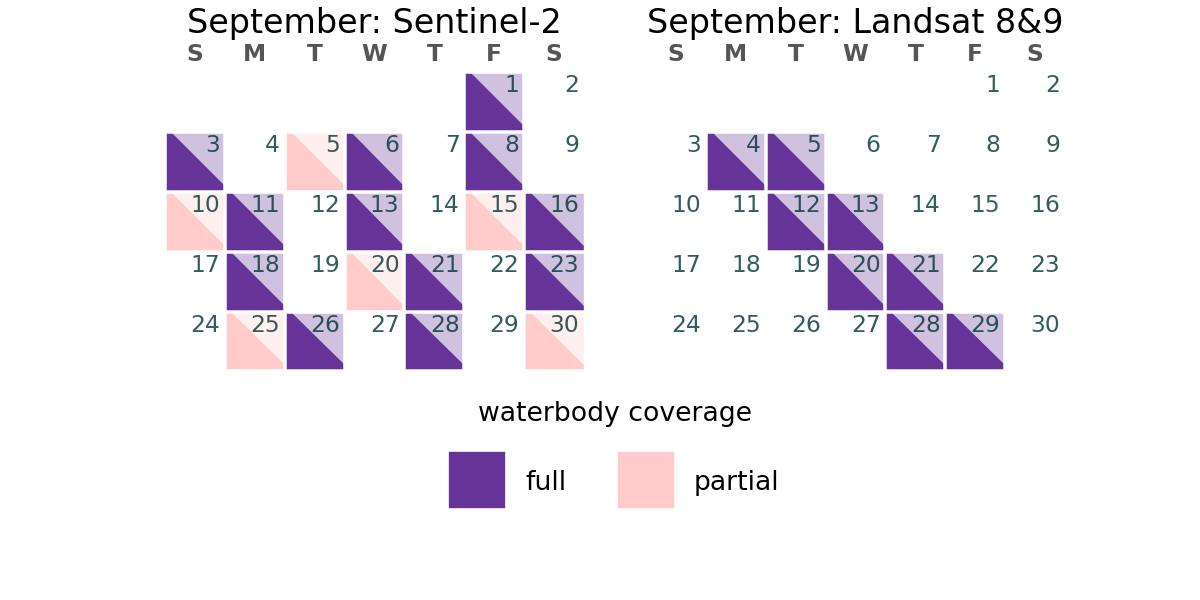 September: Sentinel-2
S M T W T F S
1 2
3 4 5 6 7 8 9
10 11 12 13 14 15 16
17 18 19 20 21 22 23
24 25 26 27 28 29 30
September: Landsat 8&9
S M T W T F S
1 2
3 4 5 6 7 8 9
10 11 12 13 14 15 16
17 18 19 20 21 22 23
24 25 26 27 28 29 30
waterbody coverage
full
partial